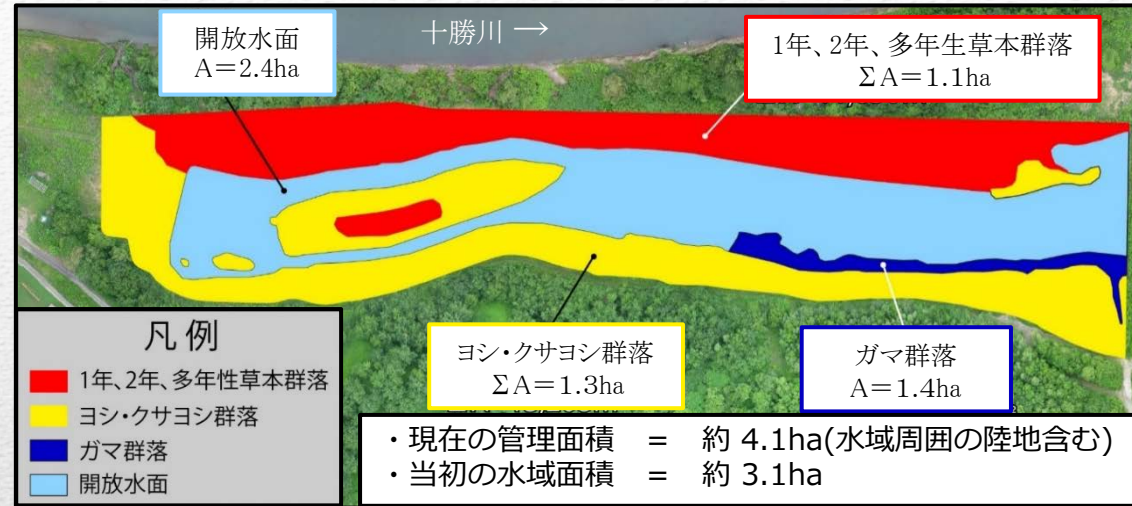 十勝川 →
開放水面
A=2.4ha
1年、2年、多年生草本群落
ΣA=1.1ha
ヨシ・クサヨシ群落
ΣA=1.3ha
ガマ群落
A=1.4ha
凡例
1年、2年、多年性草本群落
ヨシ・クサヨシ群落
ガマ群落
開放水面
・現在の管理面積 = 約 4.1ha(水域周囲の陸地含む)
・当初の水域面積 = 約 3.1ha